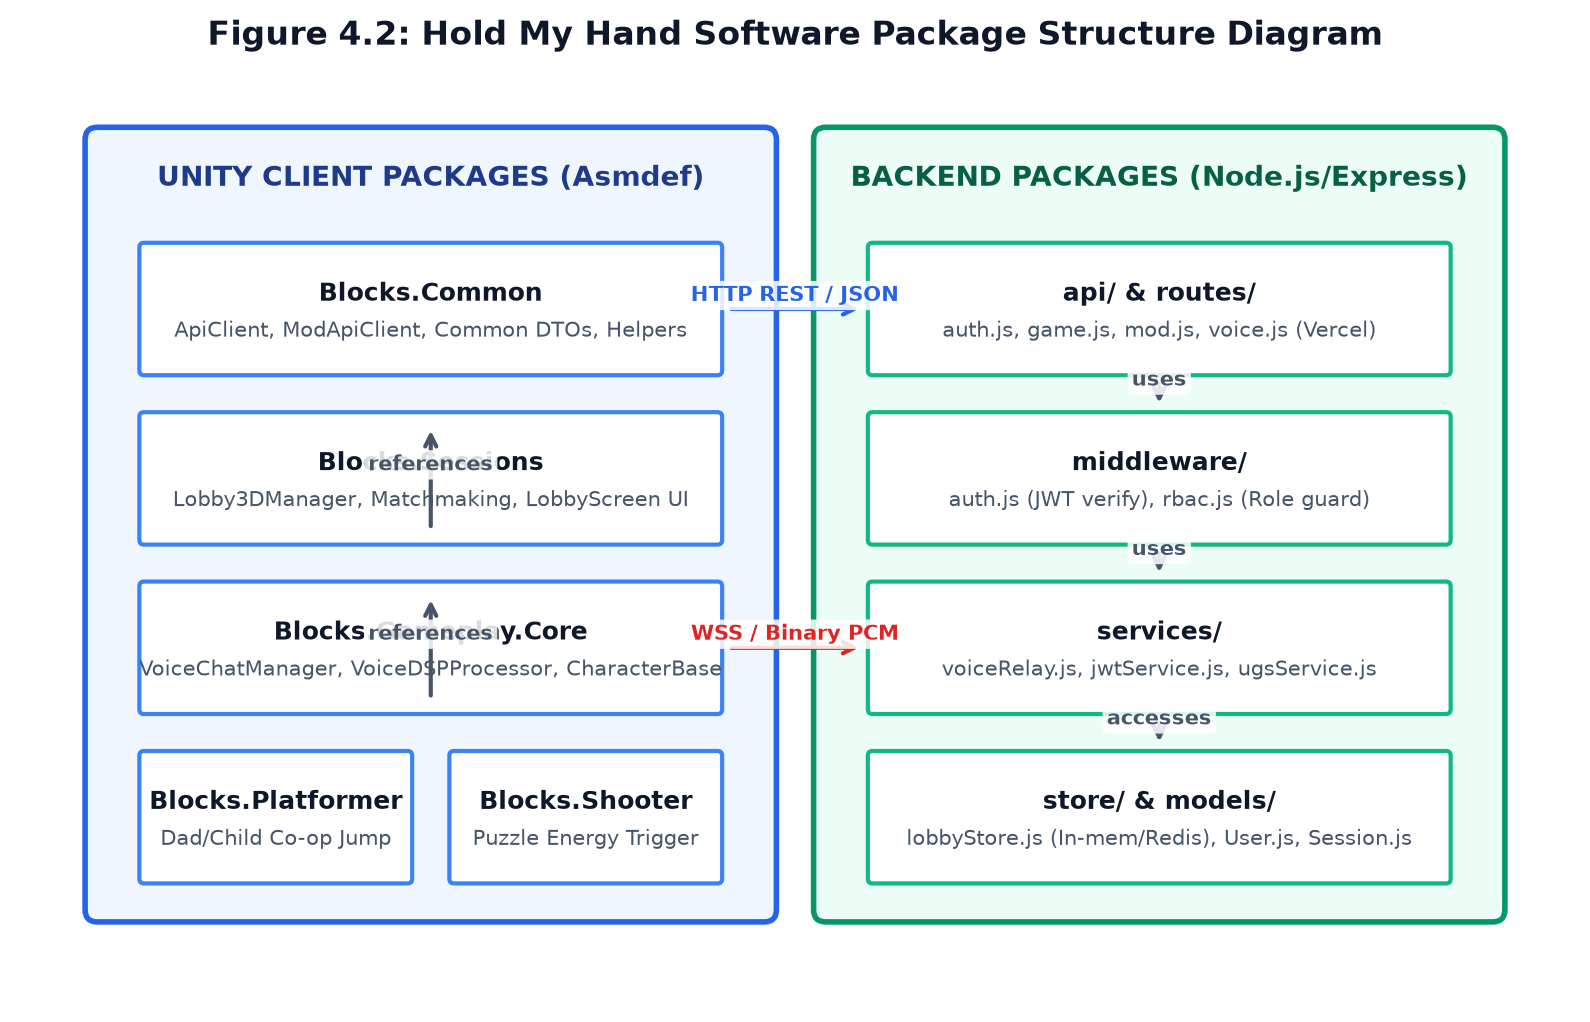 Figure 4.2: Hold My Hand Software Package Structure Diagram
UNITY CLIENT PACKAGES (Asmdef)
Blocks.Common
ApiClient, ModApiClient, Common DTOs, Helpers
references
Lobby3DManager, Matchmaking, LobbyScreen UI
references
VoiceChatManager, VoiceDSPProcessor, CharacterBase
Blocks.Platformer
Dad/Child Co-op Jump
Blocks.Shooter
Puzzle Energy Trigger
HTTP REST / JSON
WSS / Binary PCM
BACKEND PACKAGES (Node.js/Express)
api/ & routes/
auth.js, game.js, mod.js, voice.js (Vercel)
uses
middleware/
auth.js (JWT verify), rbac.js (Role guard)
uses
services/
voiceRelay.js, jwtService.js, ugsService.js
accesses
store/ & models/
lobbyStore.js (In-mem/Redis), User.js, Session.js